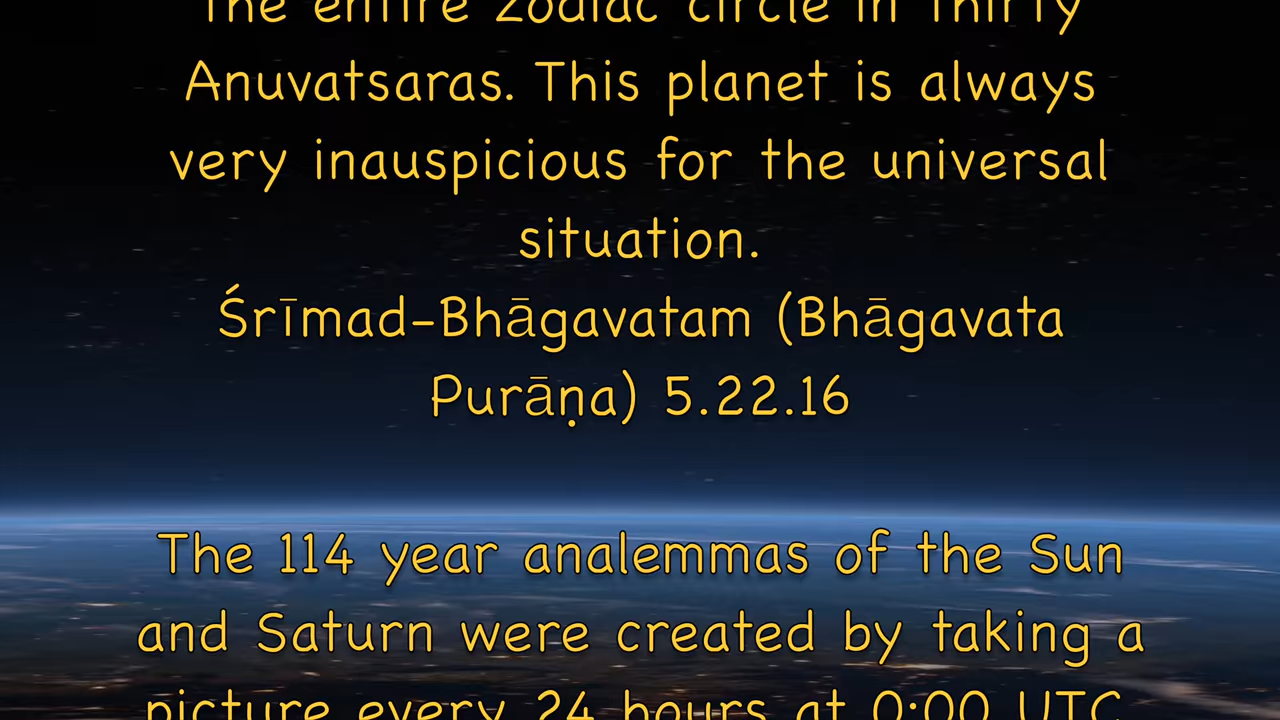 the entire zodiac circle in thirty
Anuvatsaras. This planet is always
very inauspicious for the universal
situation.
Śrīmad-Bhāgavatam (Bhāgavata
Purāṇa) 5.22.16
The 114 year analemmas of the Sun
and Saturn were created by taking a
picture every 24 hours at 0:00 UTC